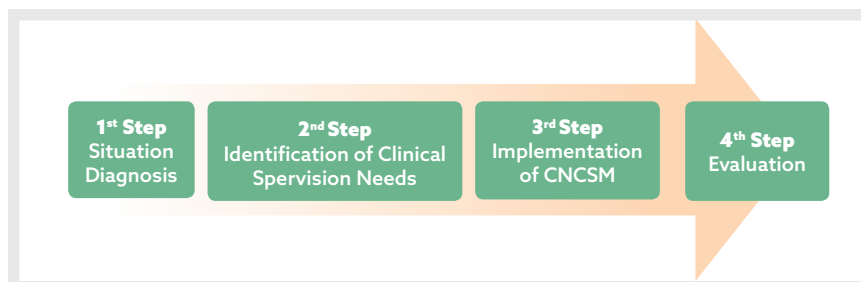 1st Step
Situation
Diagnosis
2nd Step
Identification of Clinical
Spervision Needs
3rd Step
Implementation
of CNCSM
4th Step
Evaluation